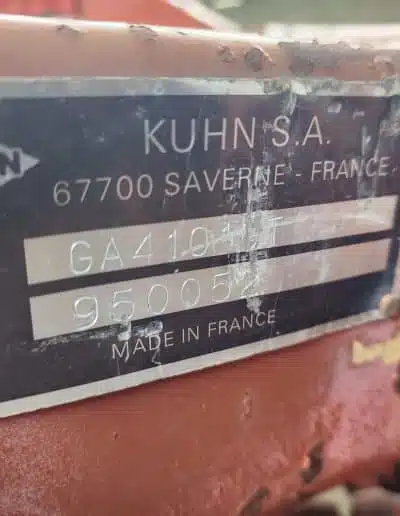 KUHN S.A.
67700 SAVERNE - FRANCE
950052
MADE IN FRANCE